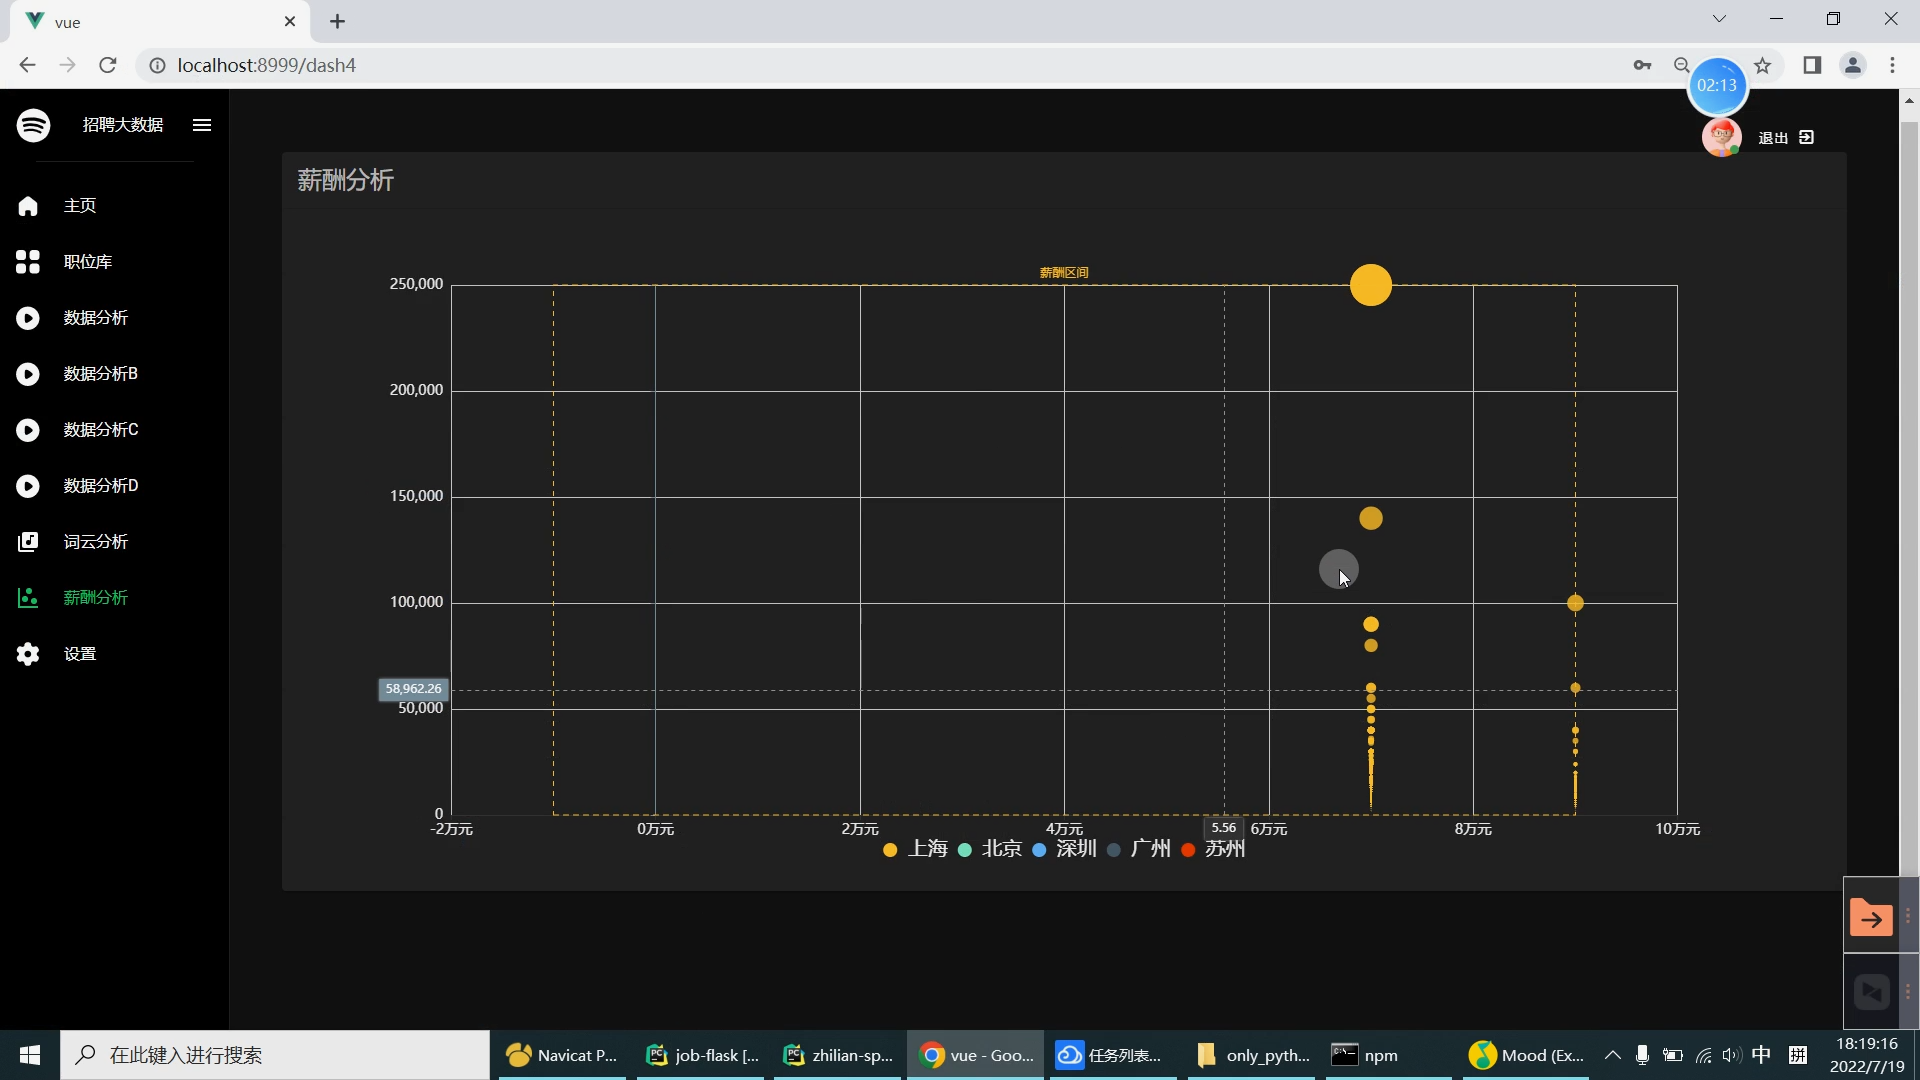 vue
localhost:8999/dash4
02:13
招聘大数据
退出
主页
职位库
数据分析
数据分析B
数据分析C
数据分析D
词云分析
薪酬分析
设置
薪酬分析
薪酬区间
250,000
200,000
150,000
100,000
58,962.26
50,000
0
-2万元 0万元 2万元 4万元 5.56 6万元 8万元 10万元
上海 北京 深圳 广州 苏州
在此键入进行搜索
Navicat P...
job-flask [...
zhilian-sp...
vue - Goo...
任务列表...
only_pyth...
npm
Mood (Ex...
中
拼
18:19:16
2022/7/19